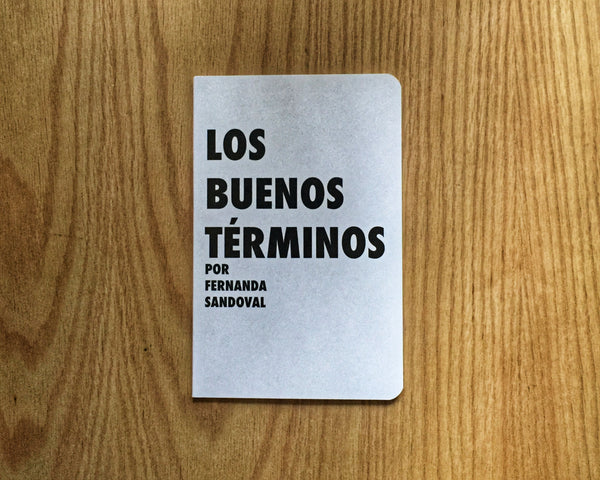 LOS
BUENOS
TÉRMINOS
POR
FERNANDA
SANDOVAL